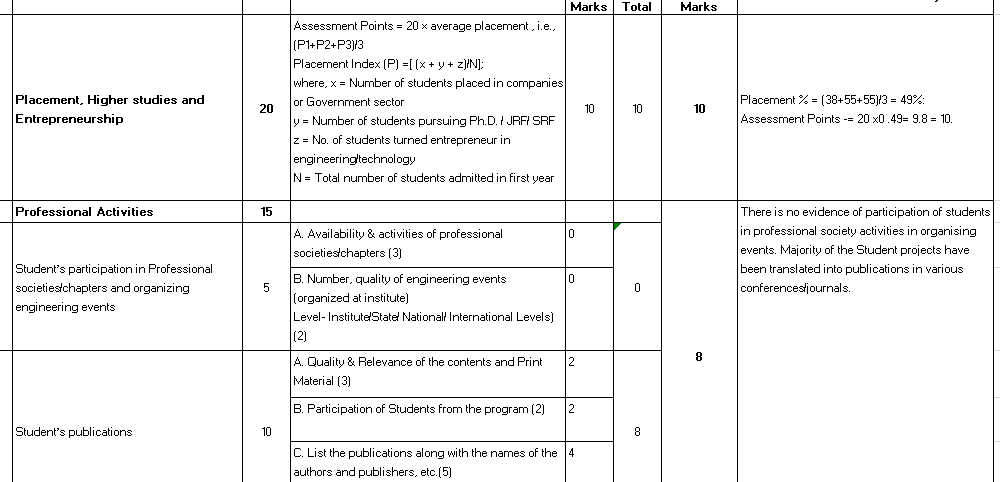 Marks Total Marks
Placement, Higher studies and
Entrepreneurship
20
Assessment Points = 20 × average placement , i.e.,
(P1+P2+P3)/3
Placement Index (P) =[ (x + y + z)/N];
where, x = Number of students placed in companies
or Government sector
y = Number of students pursuing Ph.D. / JRF/ SRF
z = No. of students turned entrepreneur in
engineering/technology
N = Total number of students admitted in first year
10
10
10
Placement % = (38+55+55)/3 = 49%:
Assessment Points -= 20 x0 .49= 9.8 = 10.
Professional Activities
15
Student's participation in Professional
societies/chapters and organizing
engineering events
5
A. Availability & activities of professional
societies/chapters (3)
0
B. Number, quality of engineering events
(organized at institute)
Level- Institute/State/ National/ International Levels)
(2)
0
0
8
There is no evidence of participation of students
in professional society activities in organising
events. Majority of the Student projects have
been translated into publications in various
conferences/journals.
Student's publications
10
A. Quality & Relevance of the contents and Print
Material (3)
2
B. Participation of Students from the program (2)
2
C. List the publications along with the names of the
authors and publishers, etc.(5)
4
8